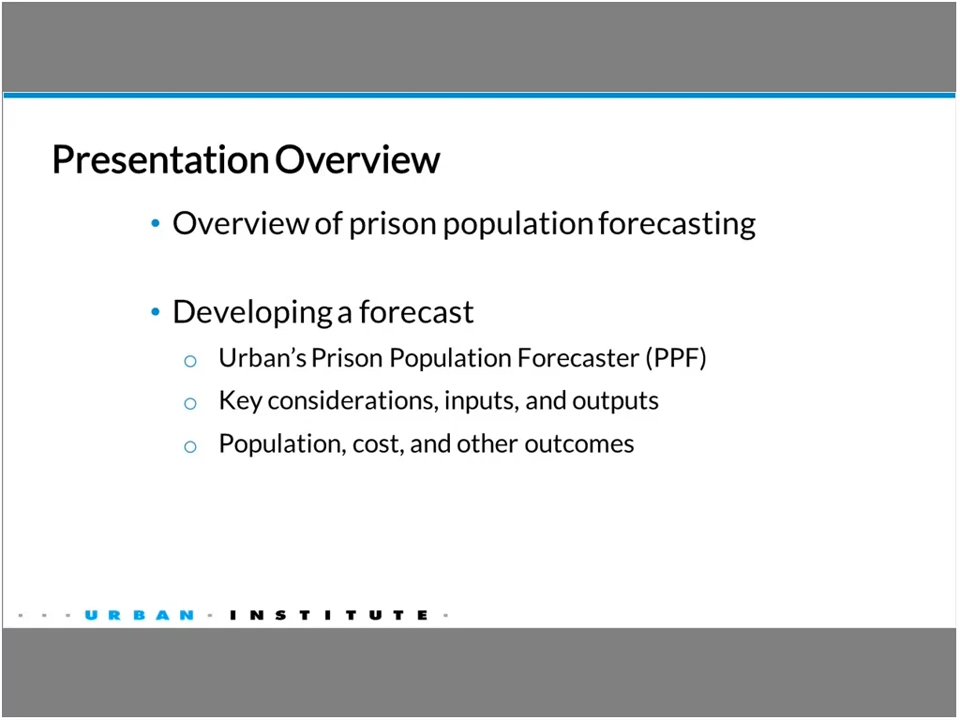 Presentation Overview
• Overview of prison population forecasting
• Developing a forecast
o Urban's Prison Population Forecaster (PPF)
o Key considerations, inputs, and outputs
o Population, cost, and other outcomes
- - - URBAN - INSTITUTE -